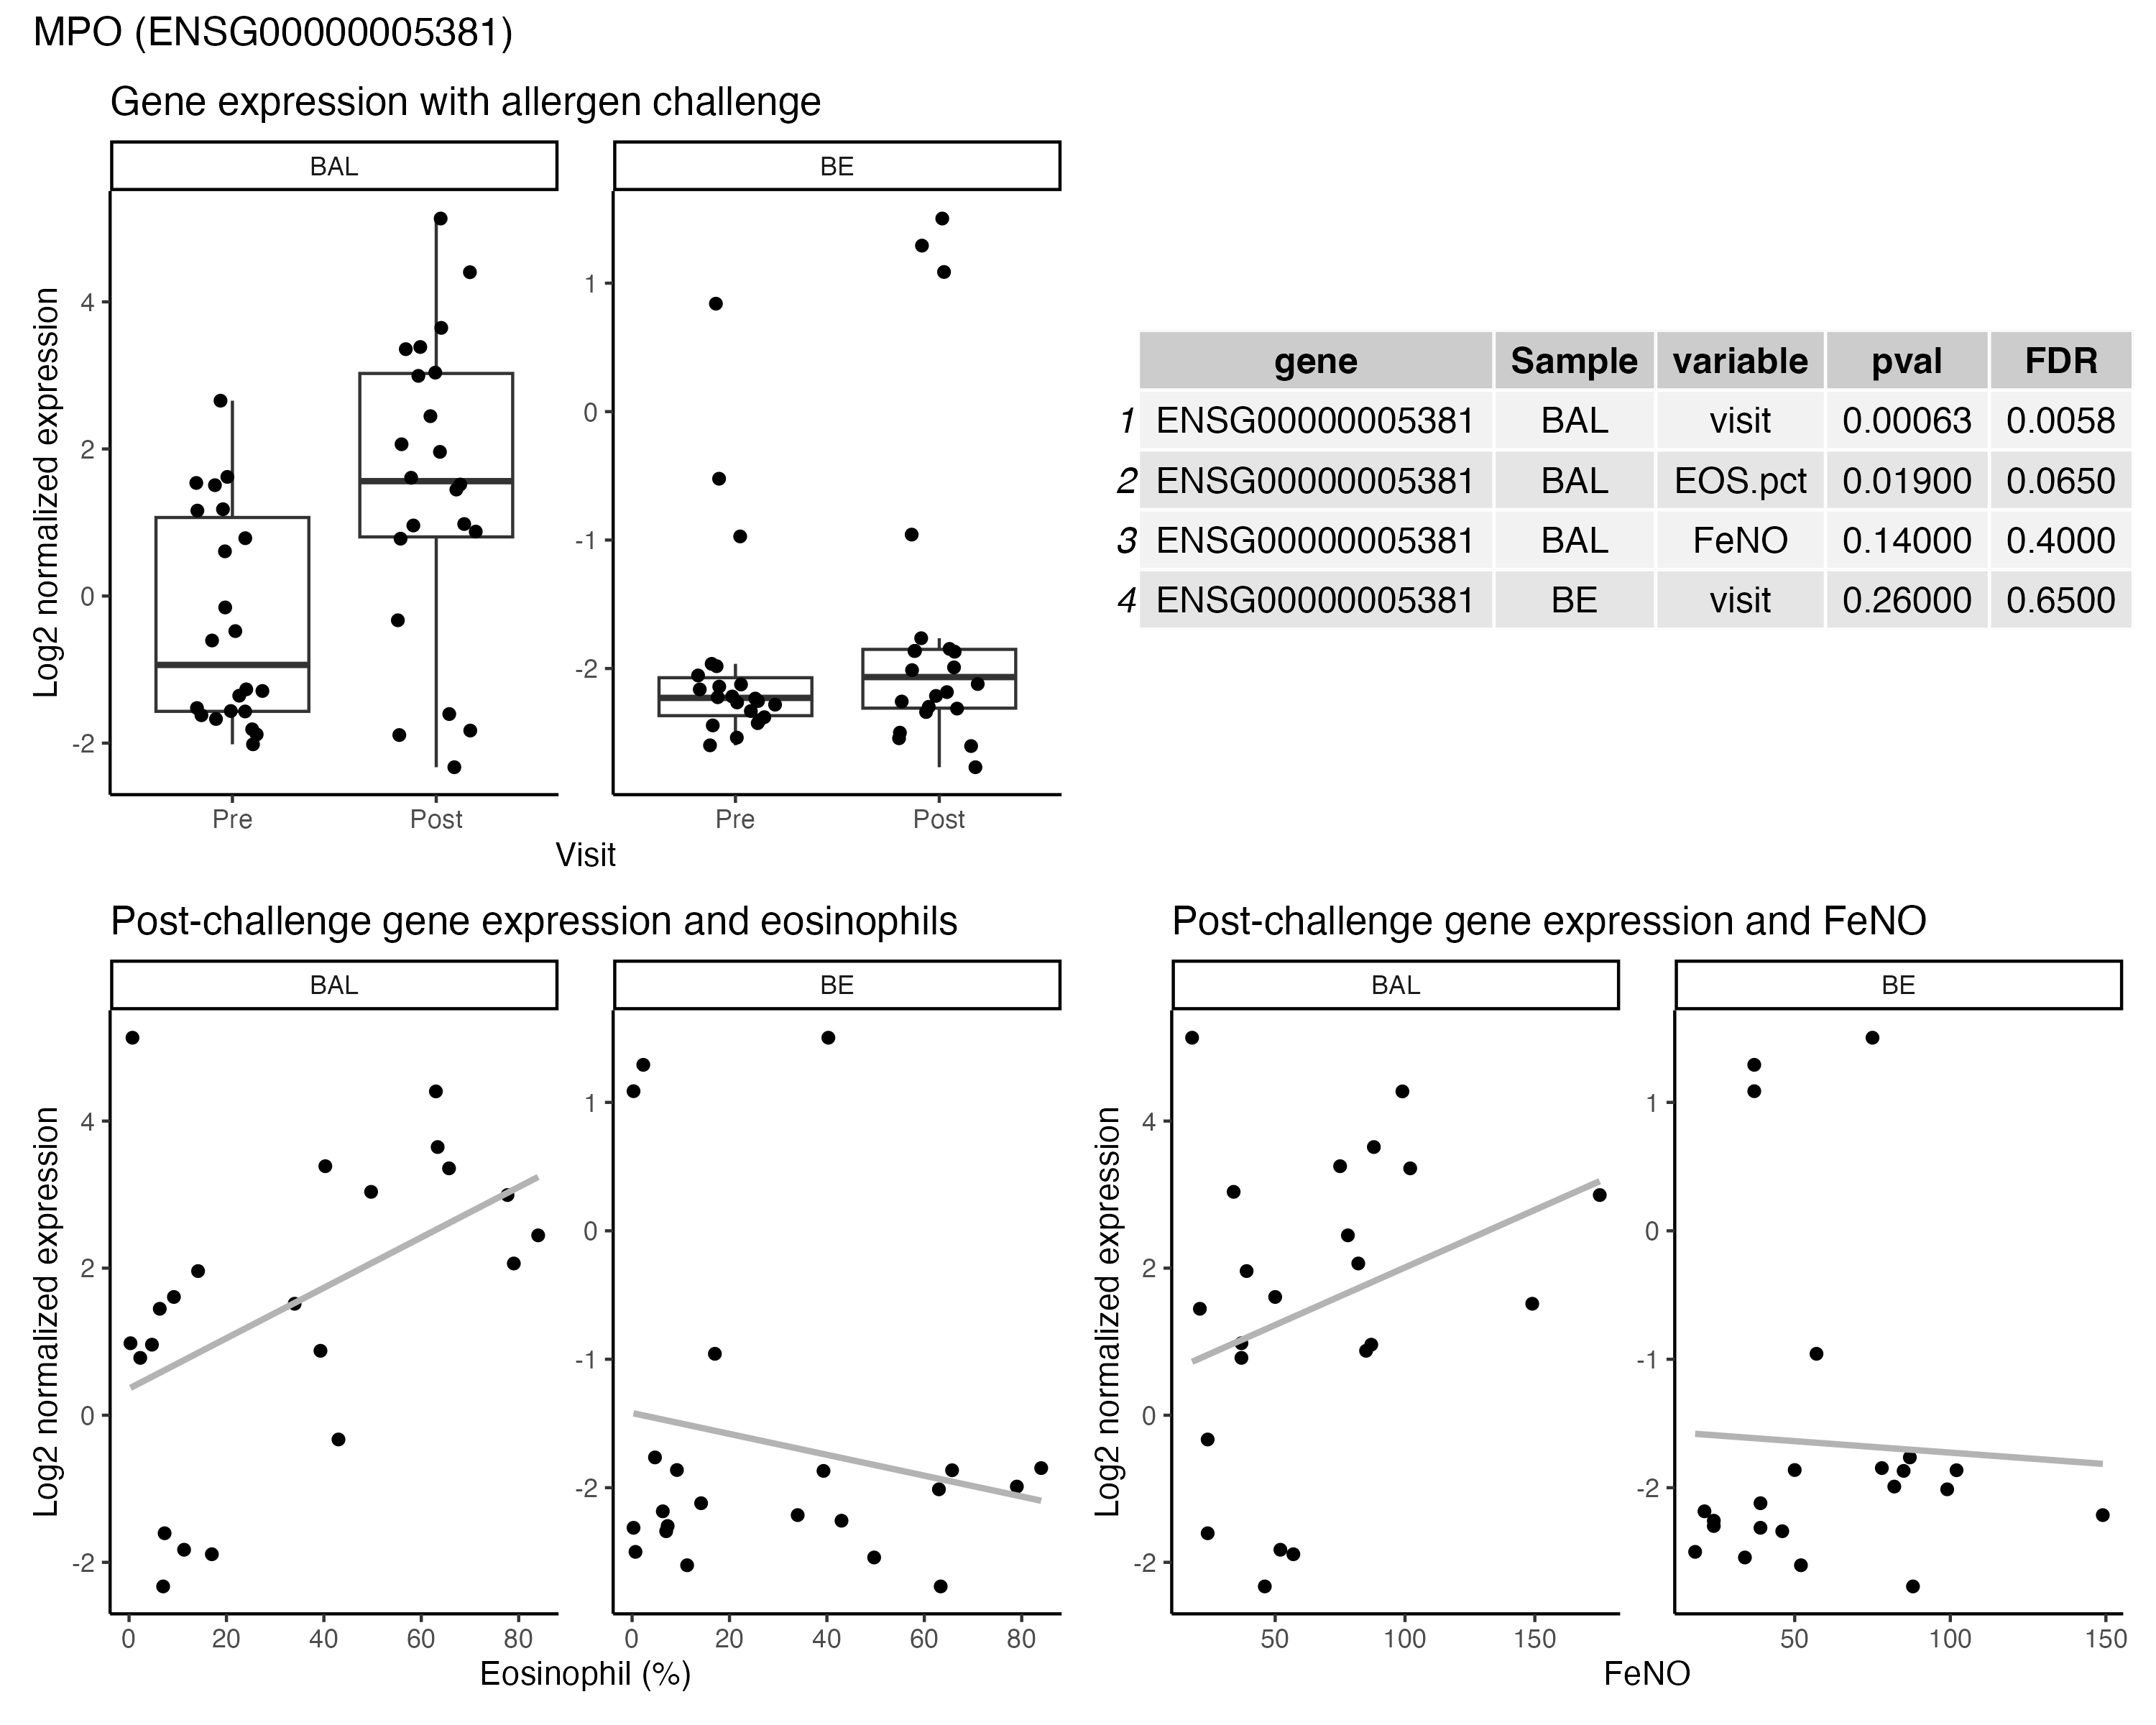 MPO (ENSG00000005381)
Gene expression with allergen challenge
BAL BE
Log2 normalized expression
4
2
0
-2
1
0
-1
-2
Pre Post Pre Post
Visit
gene Sample variable pval FDR
1 ENSG00000005381 BAL visit 0.00063 0.0058
2 ENSG00000005381 BAL EOS.pct 0.01900 0.0650
3 ENSG00000005381 BAL FeNO 0.14000 0.4000
4 ENSG00000005381 BE visit 0.26000 0.6500
Post-challenge gene expression and eosinophils
BAL BE
Log2 normalized expression
4
2
0
-2
1
0
-1
-2
0 20 40 60 80 0 20 40 60 80
Eosinophil (%)
Post-challenge gene expression and FeNO
BAL BE
Log2 normalized expression
4
2
0
-2
1
0
-1
-2
50 100 150 50 100 150
FeNO